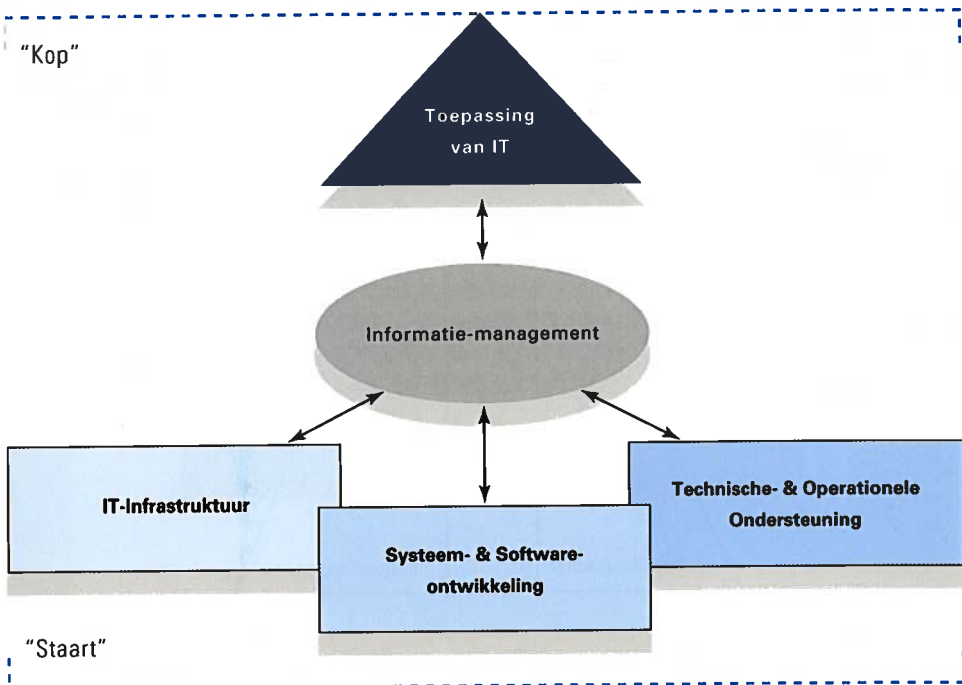 "Kop"
Toepassing
van IT
Informatie-management
IT-Infrastruktuur
Technische- & Operationele
Ondersteuning
Systeem- & Software-
ontwikkeling
"Staart"